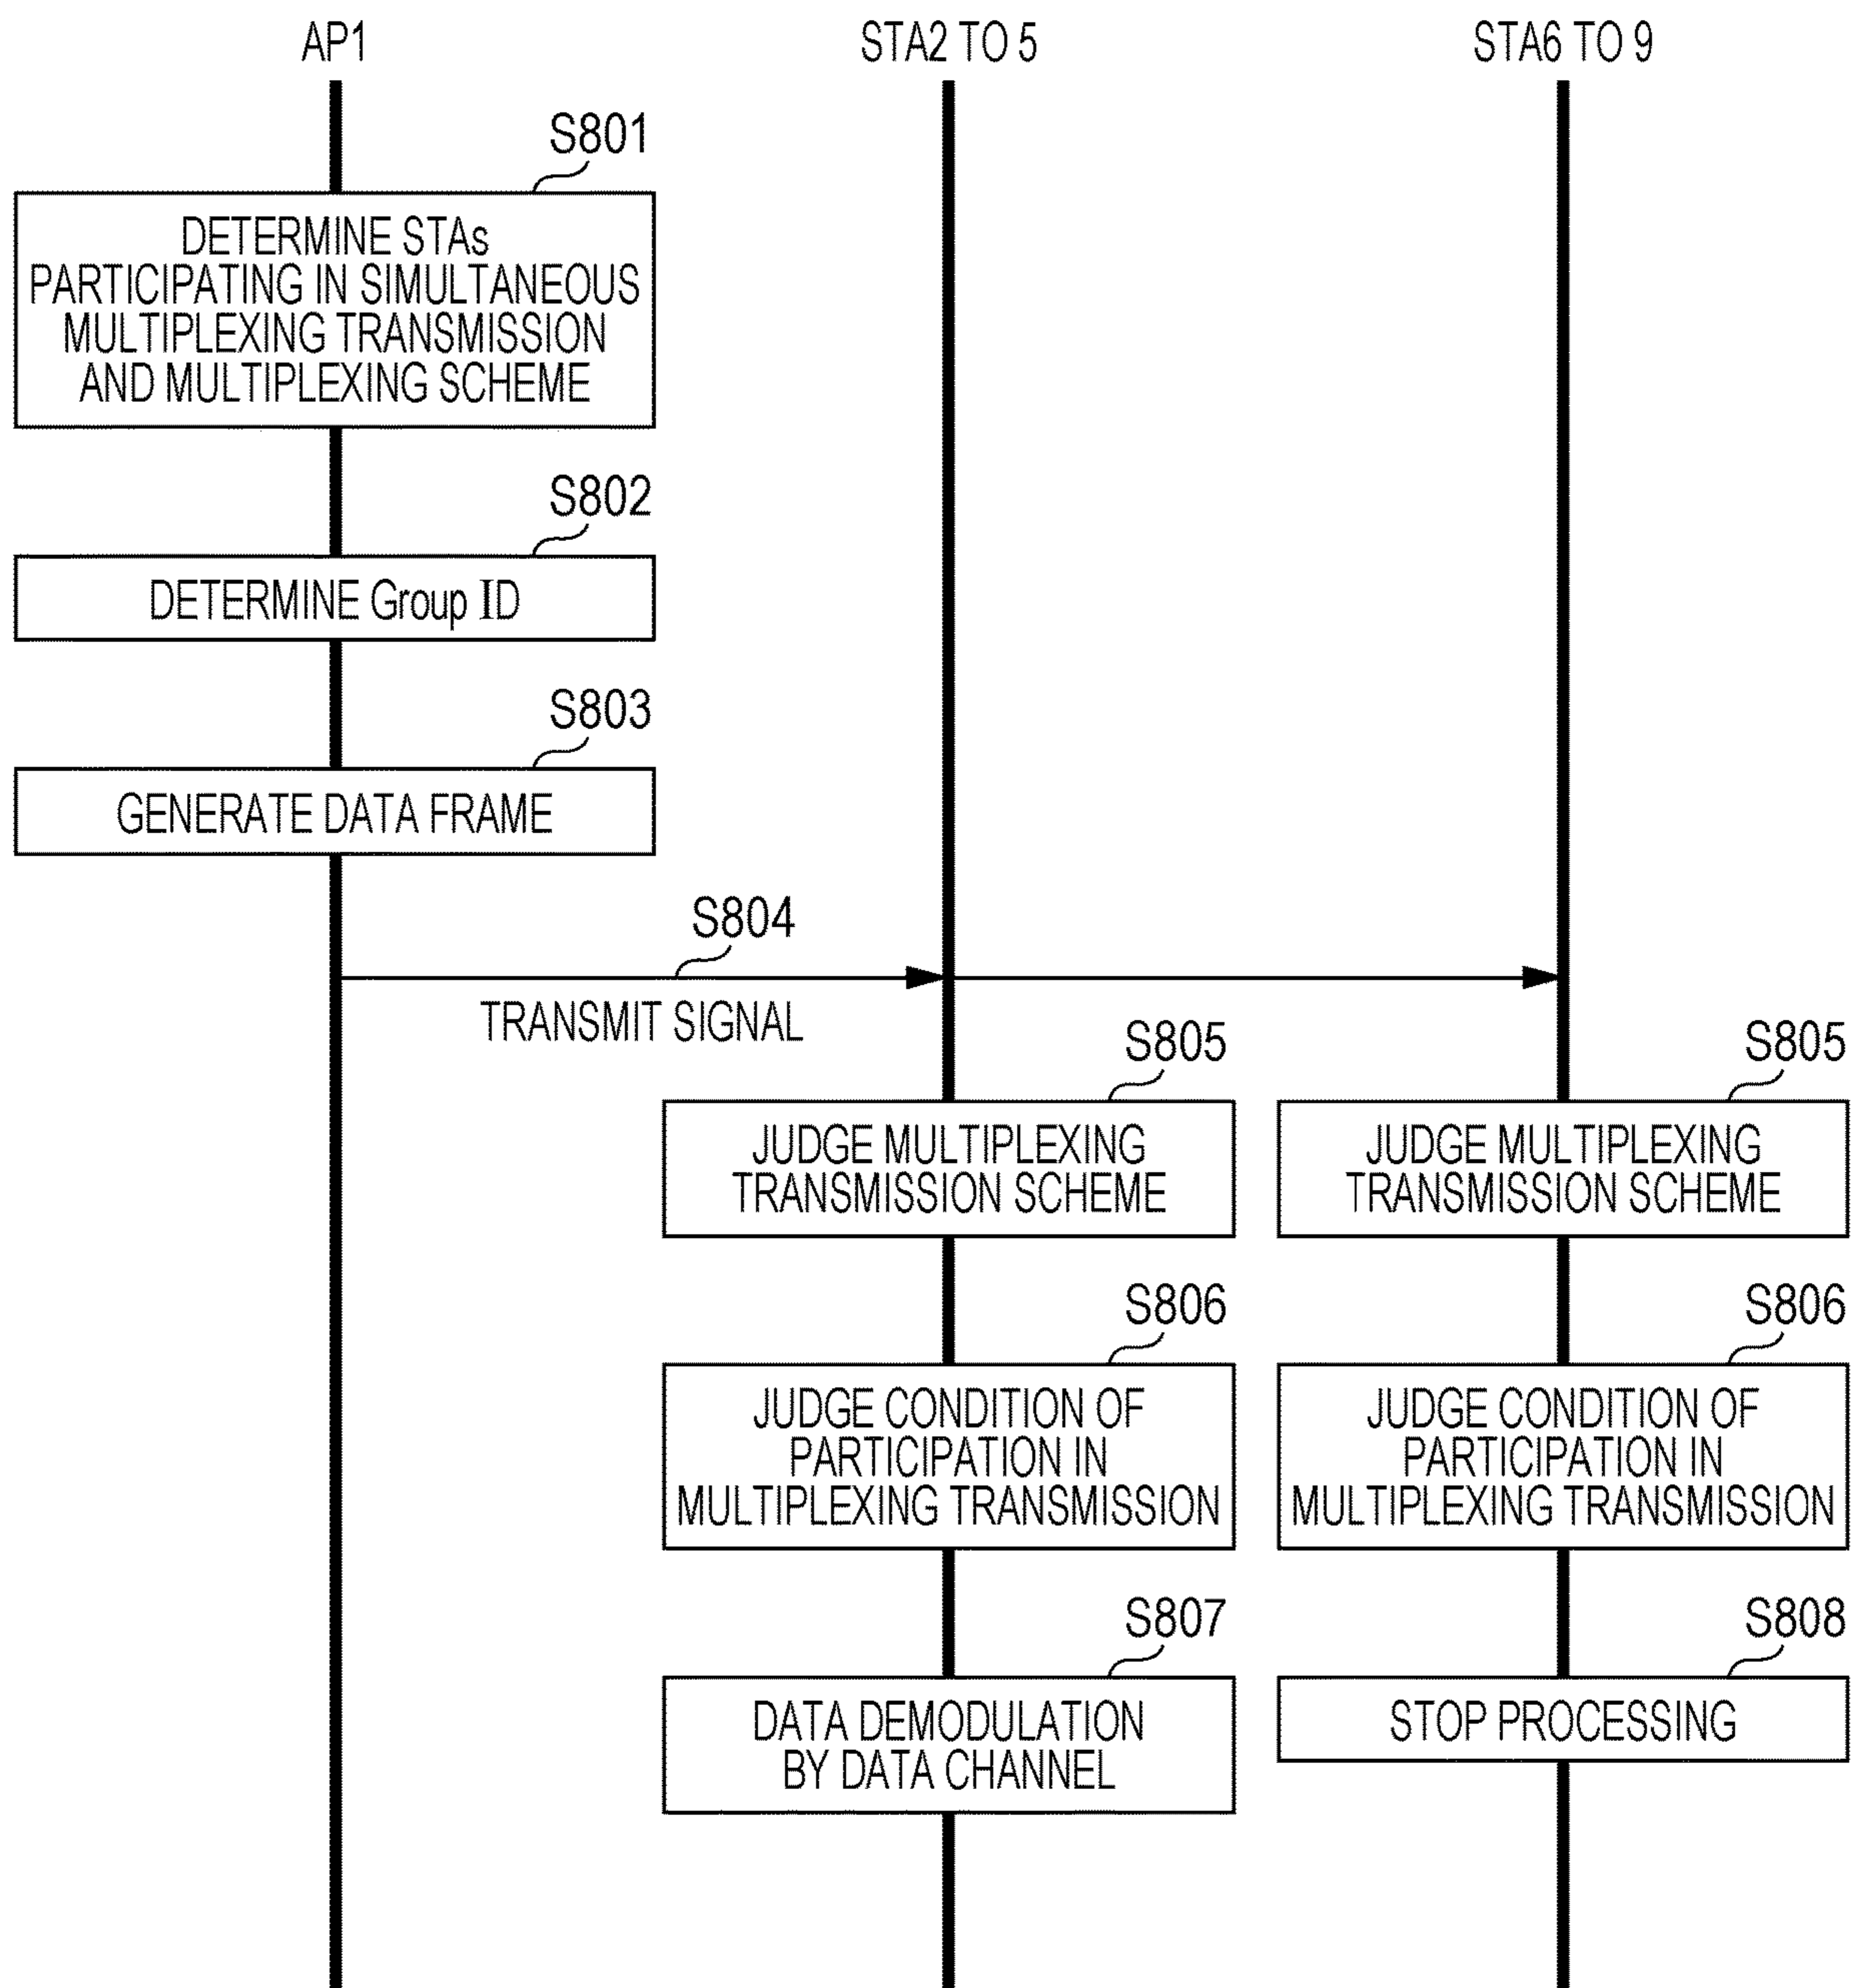 AP1
STA2 TO 5
STA6 TO 9
S801
DETERMINE STAs
PARTICIPATING IN SIMULTANEOUS
MULTIPLEXING TRANSMISSION
AND MULTIPLEXING SCHEME
S802
DETERMINE Group ID
S803
GENERATE DATA FRAME
S804
TRANSMIT SIGNAL
S805
JUDGE MULTIPLEXING
TRANSMISSION SCHEME
S805
JUDGE MULTIPLEXING
TRANSMISSION SCHEME
S806
JUDGE CONDITION OF
PARTICIPATION IN
MULTIPLEXING TRANSMISSION
S806
JUDGE CONDITION OF
PARTICIPATION IN
MULTIPLEXING TRANSMISSION
S807
DATA DEMODULATION
BY DATA CHANNEL
S808
STOP PROCESSING